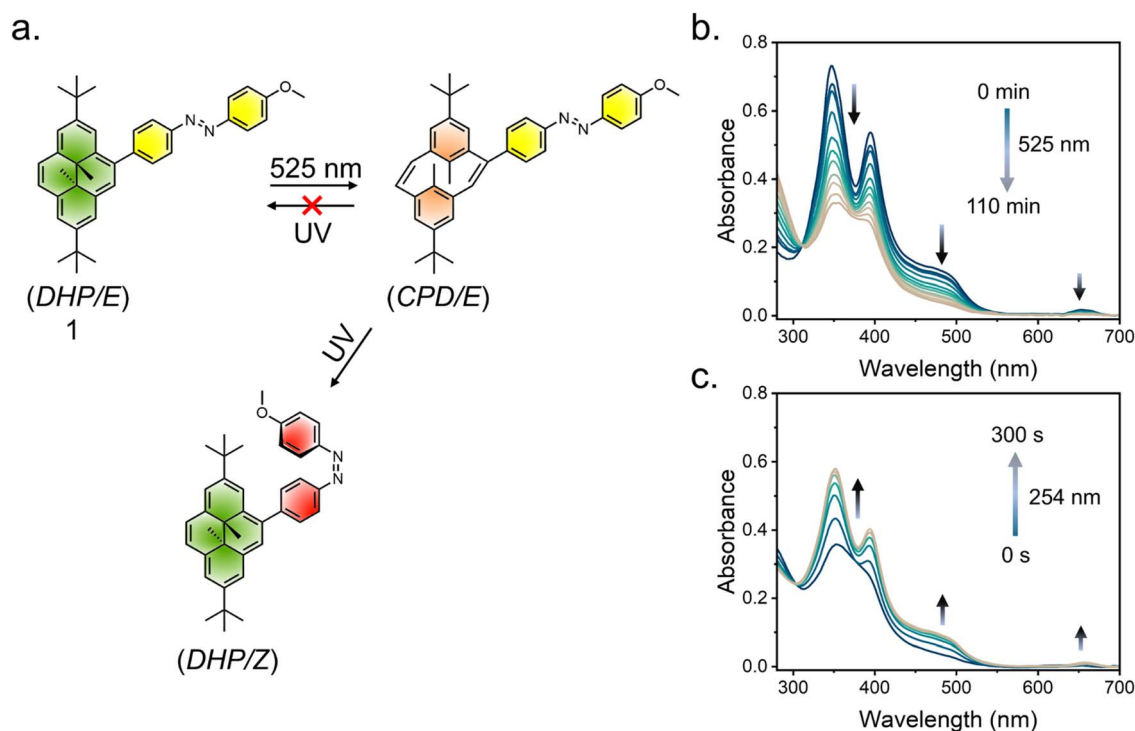 a.
O
N
N
525 nm
UV
(DHP/E)
1
O
N
N
(CPD/E)
UV
O
N
N
(DHP/Z)
b.
0.8
0.6
0.4
0.2
0.0
Absorbance
0 min
525 nm
110 min
300 400 500 600 700
Wavelength (nm)
c.
0.8
0.6
0.4
0.2
0.0
Absorbance
300 s
254 nm
0 s
300 400 500 600 700
Wavelength (nm)